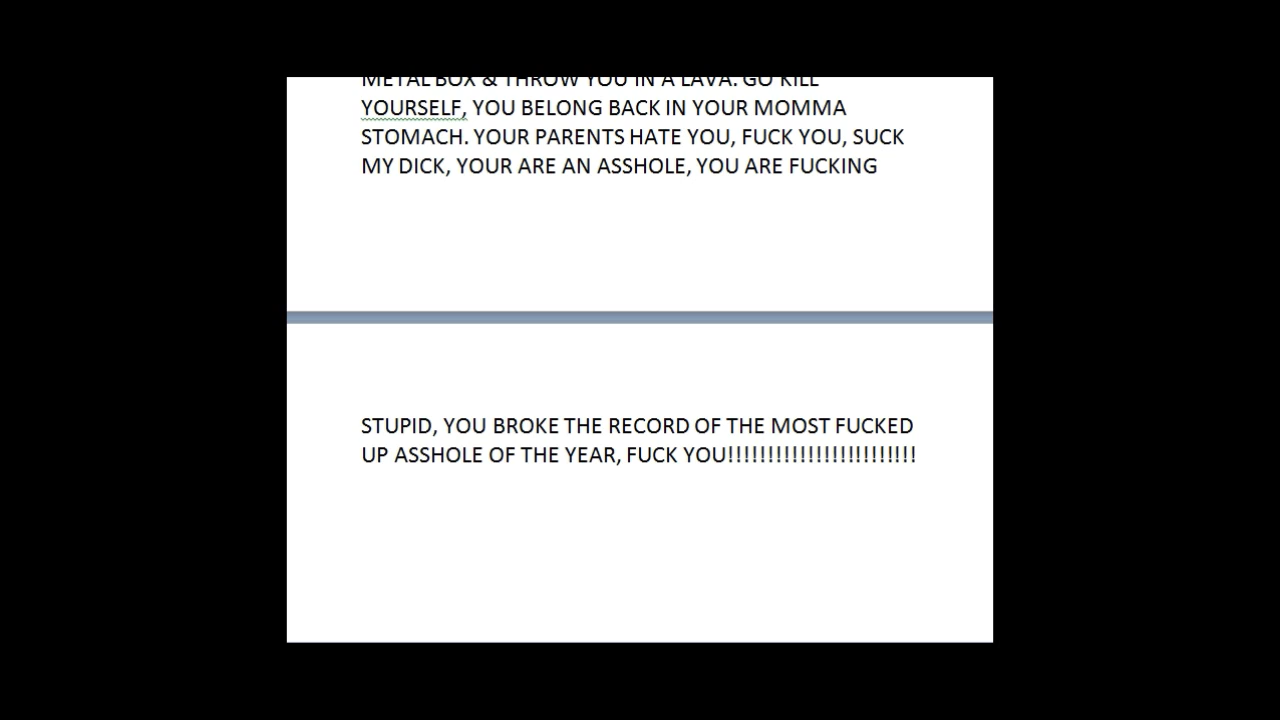 METAL BOX & THROW YOU IN A LAVA. GO KILL
YOURSELF, YOU BELONG BACK IN YOUR MOMMA
STOMACH. YOUR PARENTS HATE YOU, FUCK YOU, SUCK
MY DICK, YOUR ARE AN ASSHOLE, YOU ARE FUCKING
STUPID, YOU BROKE THE RECORD OF THE MOST FUCKED
UP ASSHOLE OF THE YEAR, FUCK YOU!!!!!!!!!!!!!!!!!!!!!!!!